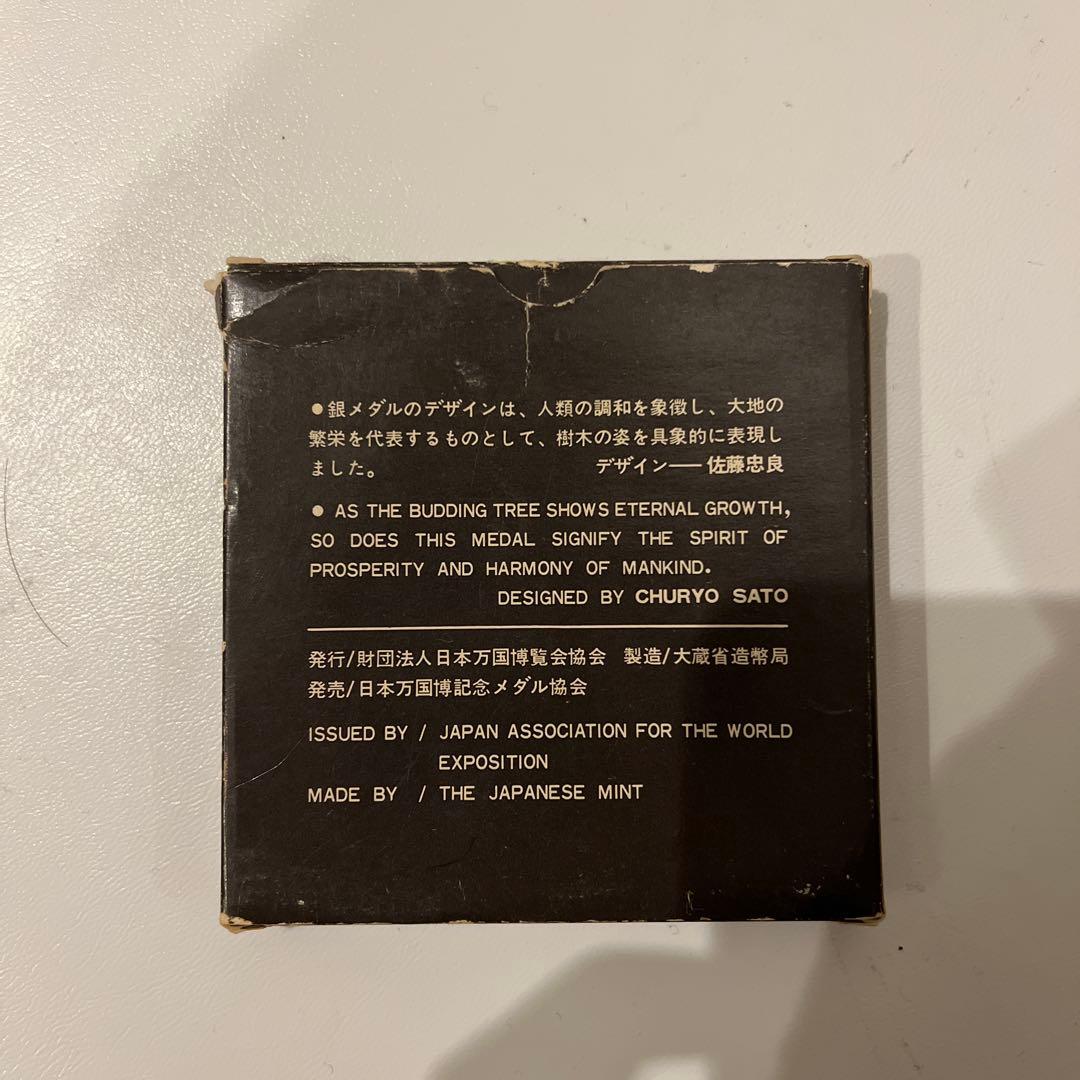 ●銀メダルのデザインは、人類の調和を象徴し、大地の
繁栄を代表するものとして、樹木の姿を具象的に表現し
ました。 デザイン──佐藤忠良
● AS THE BUDDING TREE SHOWS ETERNAL GROWTH,
SO DOES THIS MEDAL SIGNIFY THE SPIRIT OF
PROSPERITY AND HARMONY OF MANKIND.
DESIGNED BY CHURYO SATO
発行/財団法人日本万国博覧会協会 製造/大蔵省造幣局
発売/日本万国博記念メダル協会
ISSUED BY / JAPAN ASSOCIATION FOR THE WORLD
EXPOSITION
MADE BY / THE JAPANESE MINT